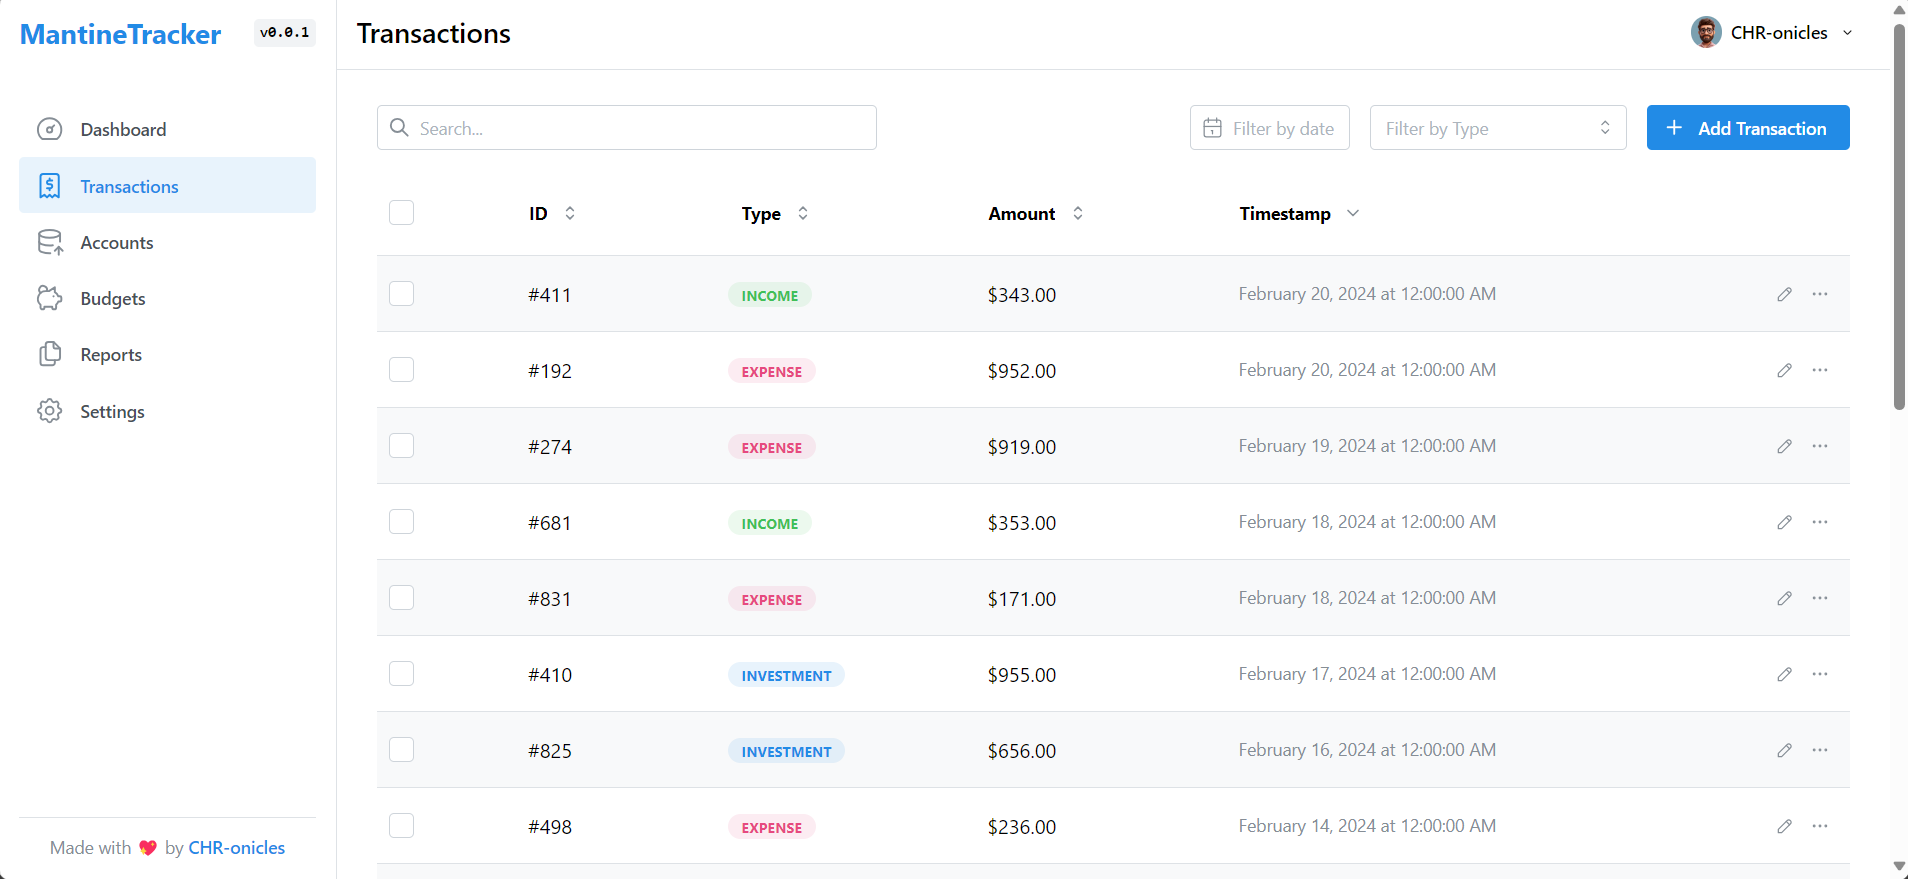 MantineTracker v0.0.1
Dashboard
Transactions
Accounts
Budgets
Reports
Settings
Made with 💖 by CHR-onicles
Transactions
CHR-onicles
Search...
Filter by date
Filter by Type
Add Transaction
ID Type Amount Timestamp
#411 INCOME $343.00 February 20, 2024 at 12:00:00 AM
#192 EXPENSE $952.00 February 20, 2024 at 12:00:00 AM
#274 EXPENSE $919.00 February 19, 2024 at 12:00:00 AM
#681 INCOME $353.00 February 18, 2024 at 12:00:00 AM
#831 EXPENSE $171.00 February 18, 2024 at 12:00:00 AM
#410 INVESTMENT $955.00 February 17, 2024 at 12:00:00 AM
#825 INVESTMENT $656.00 February 16, 2024 at 12:00:00 AM
#498 EXPENSE $236.00 February 14, 2024 at 12:00:00 AM